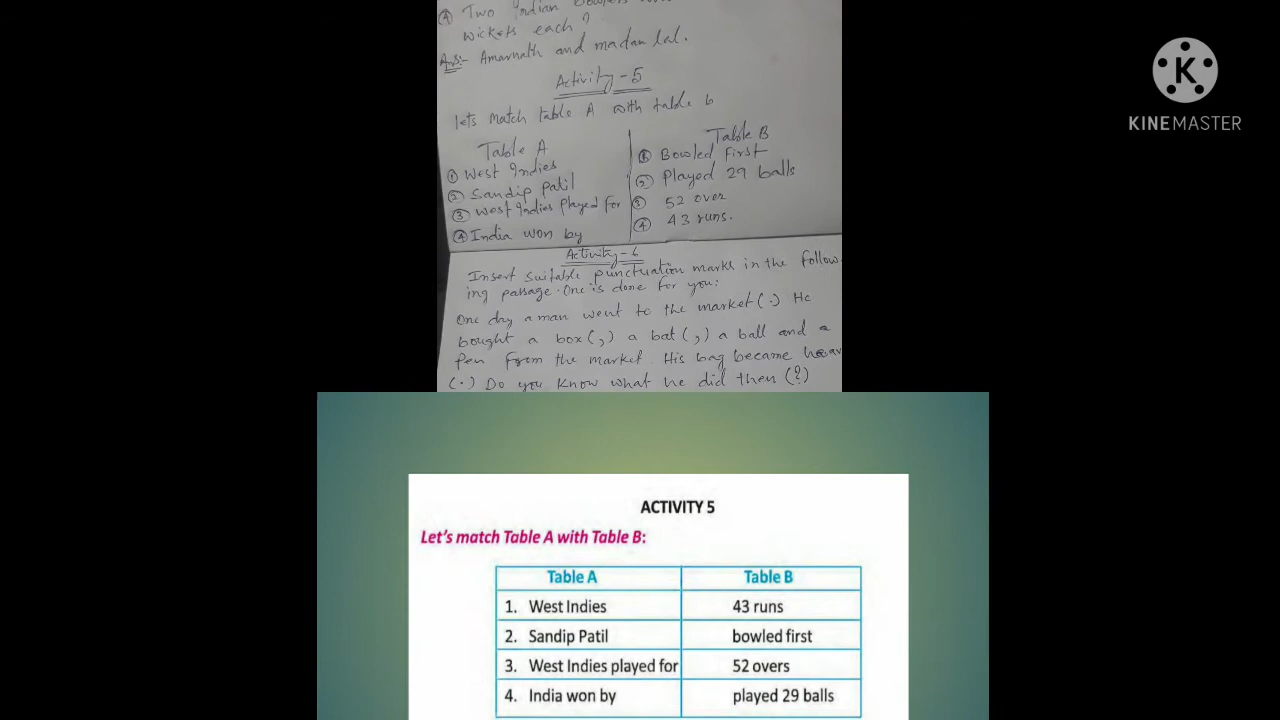 ④ Two Indian Bowlers
wickets each?
Ans:- Amarnath and madan lal.
Activity-5
lets Match table A with table b
Table A
① West Indies
② Sandip Patil
③ West Indies Played For
④ India won by
Table B
① Bowled First
② Played 29 balls
③ 52 over
④ 43 runs.
Activity-6
Insert suitable punctuation marks in the follow-
ing passage. One is done for you:
One day a man went to the market (.) He
bought a box (,) a bat (,) a ball and a
Pen from the market. His bag became
(.) Do you know what he did then (?)
KINEMASTER
ACTIVITY 5
Let's match Table A with Table B:
Table A Table B
1. West Indies 43 runs
2. Sandip Patil bowled first
3. West Indies played for 52 overs
4. India won by played 29 balls